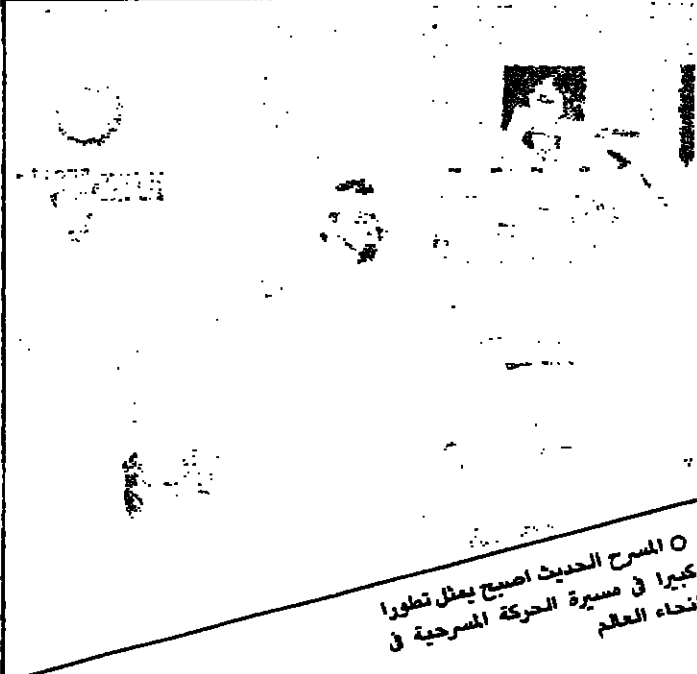 ○ المسرح الحديث اصبح يمثل تطورا
كبيرا في مسيرة الحركة المسرحية في
انحاء العالم